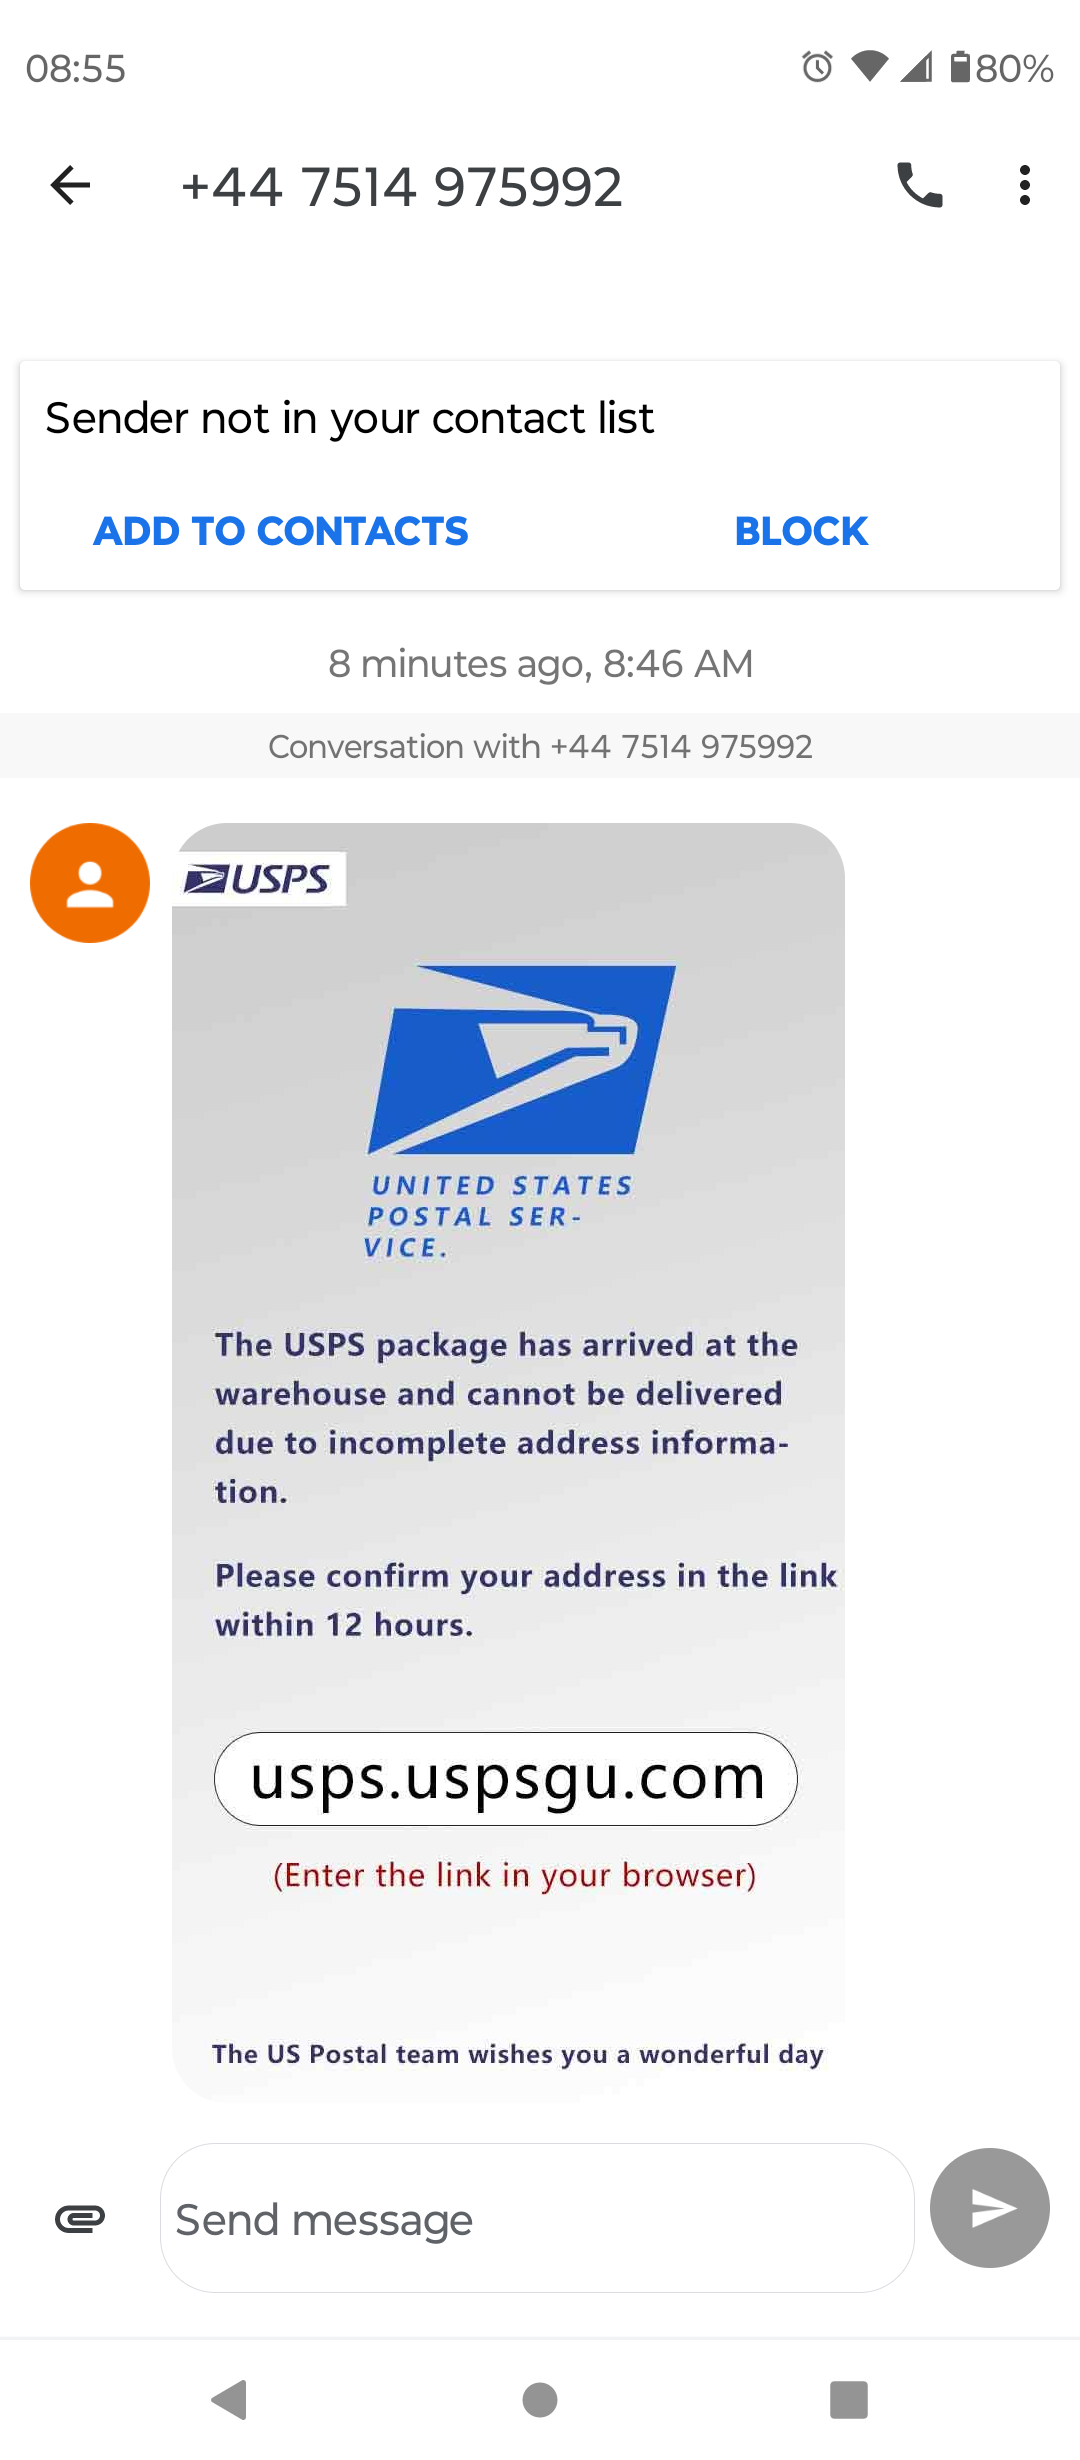 08:55
80%
+44 7514 975992
Sender not in your contact list
ADD TO CONTACTS
BLOCK
8 minutes ago, 8:46 AM
Conversation with +44 7514 975992
USPS
UNITED STATES
POSTAL SER-
VICE.
The USPS package has arrived at the
warehouse and cannot be delivered
due to incomplete address informa-
tion.
Please confirm your address in the link
within 12 hours.
usps.uspsgu.com
(Enter the link in your browser)
The US Postal team wishes you a wonderful day
Send message